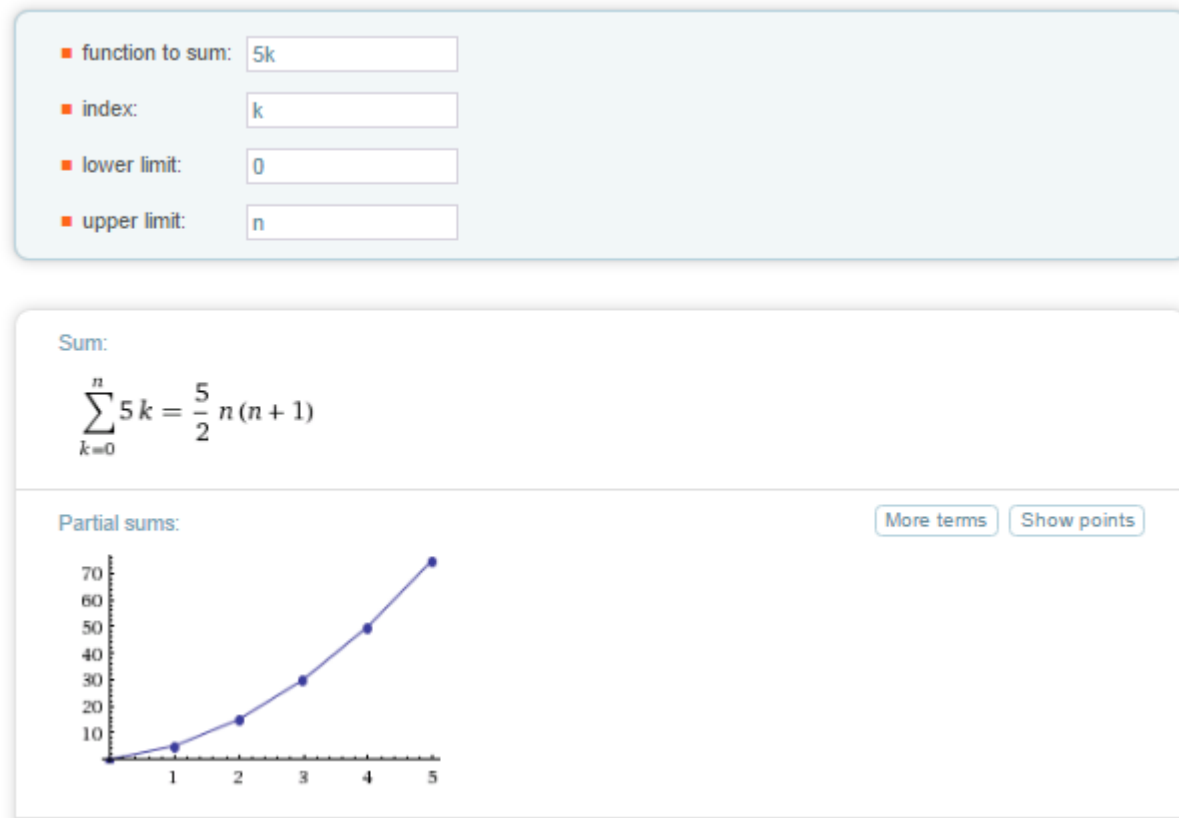 function to sum: 5k
index: k
lower limit: 0
upper limit: n
Sum:
n
∑ 5 k = 5/2 n (n + 1)
k=0
Partial sums: More terms Show points
70
60
50
40
30
20
10
1 2 3 4 5